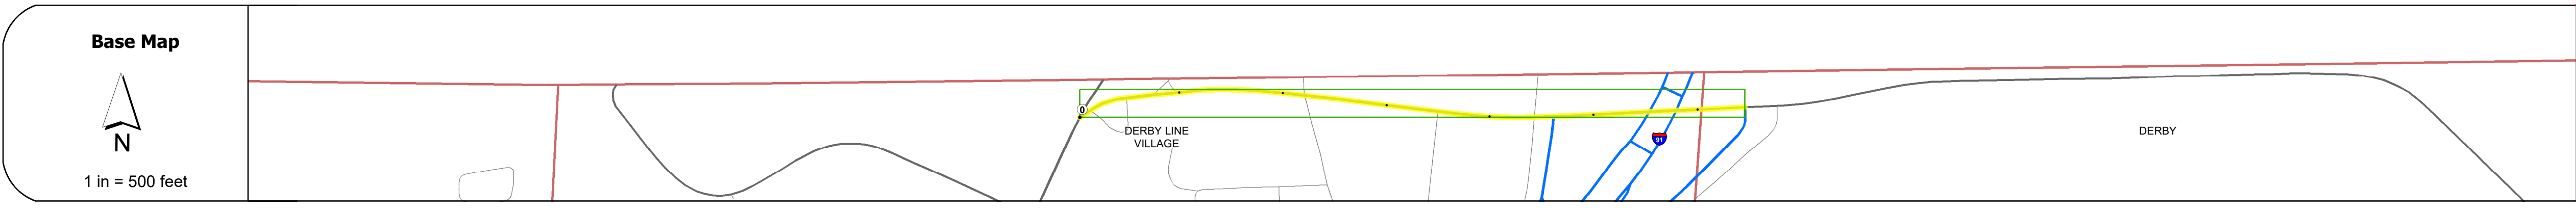 Base Map
N
1 in = 500 feet
0
DERBY LINE
VILLAGE
91
DERBY